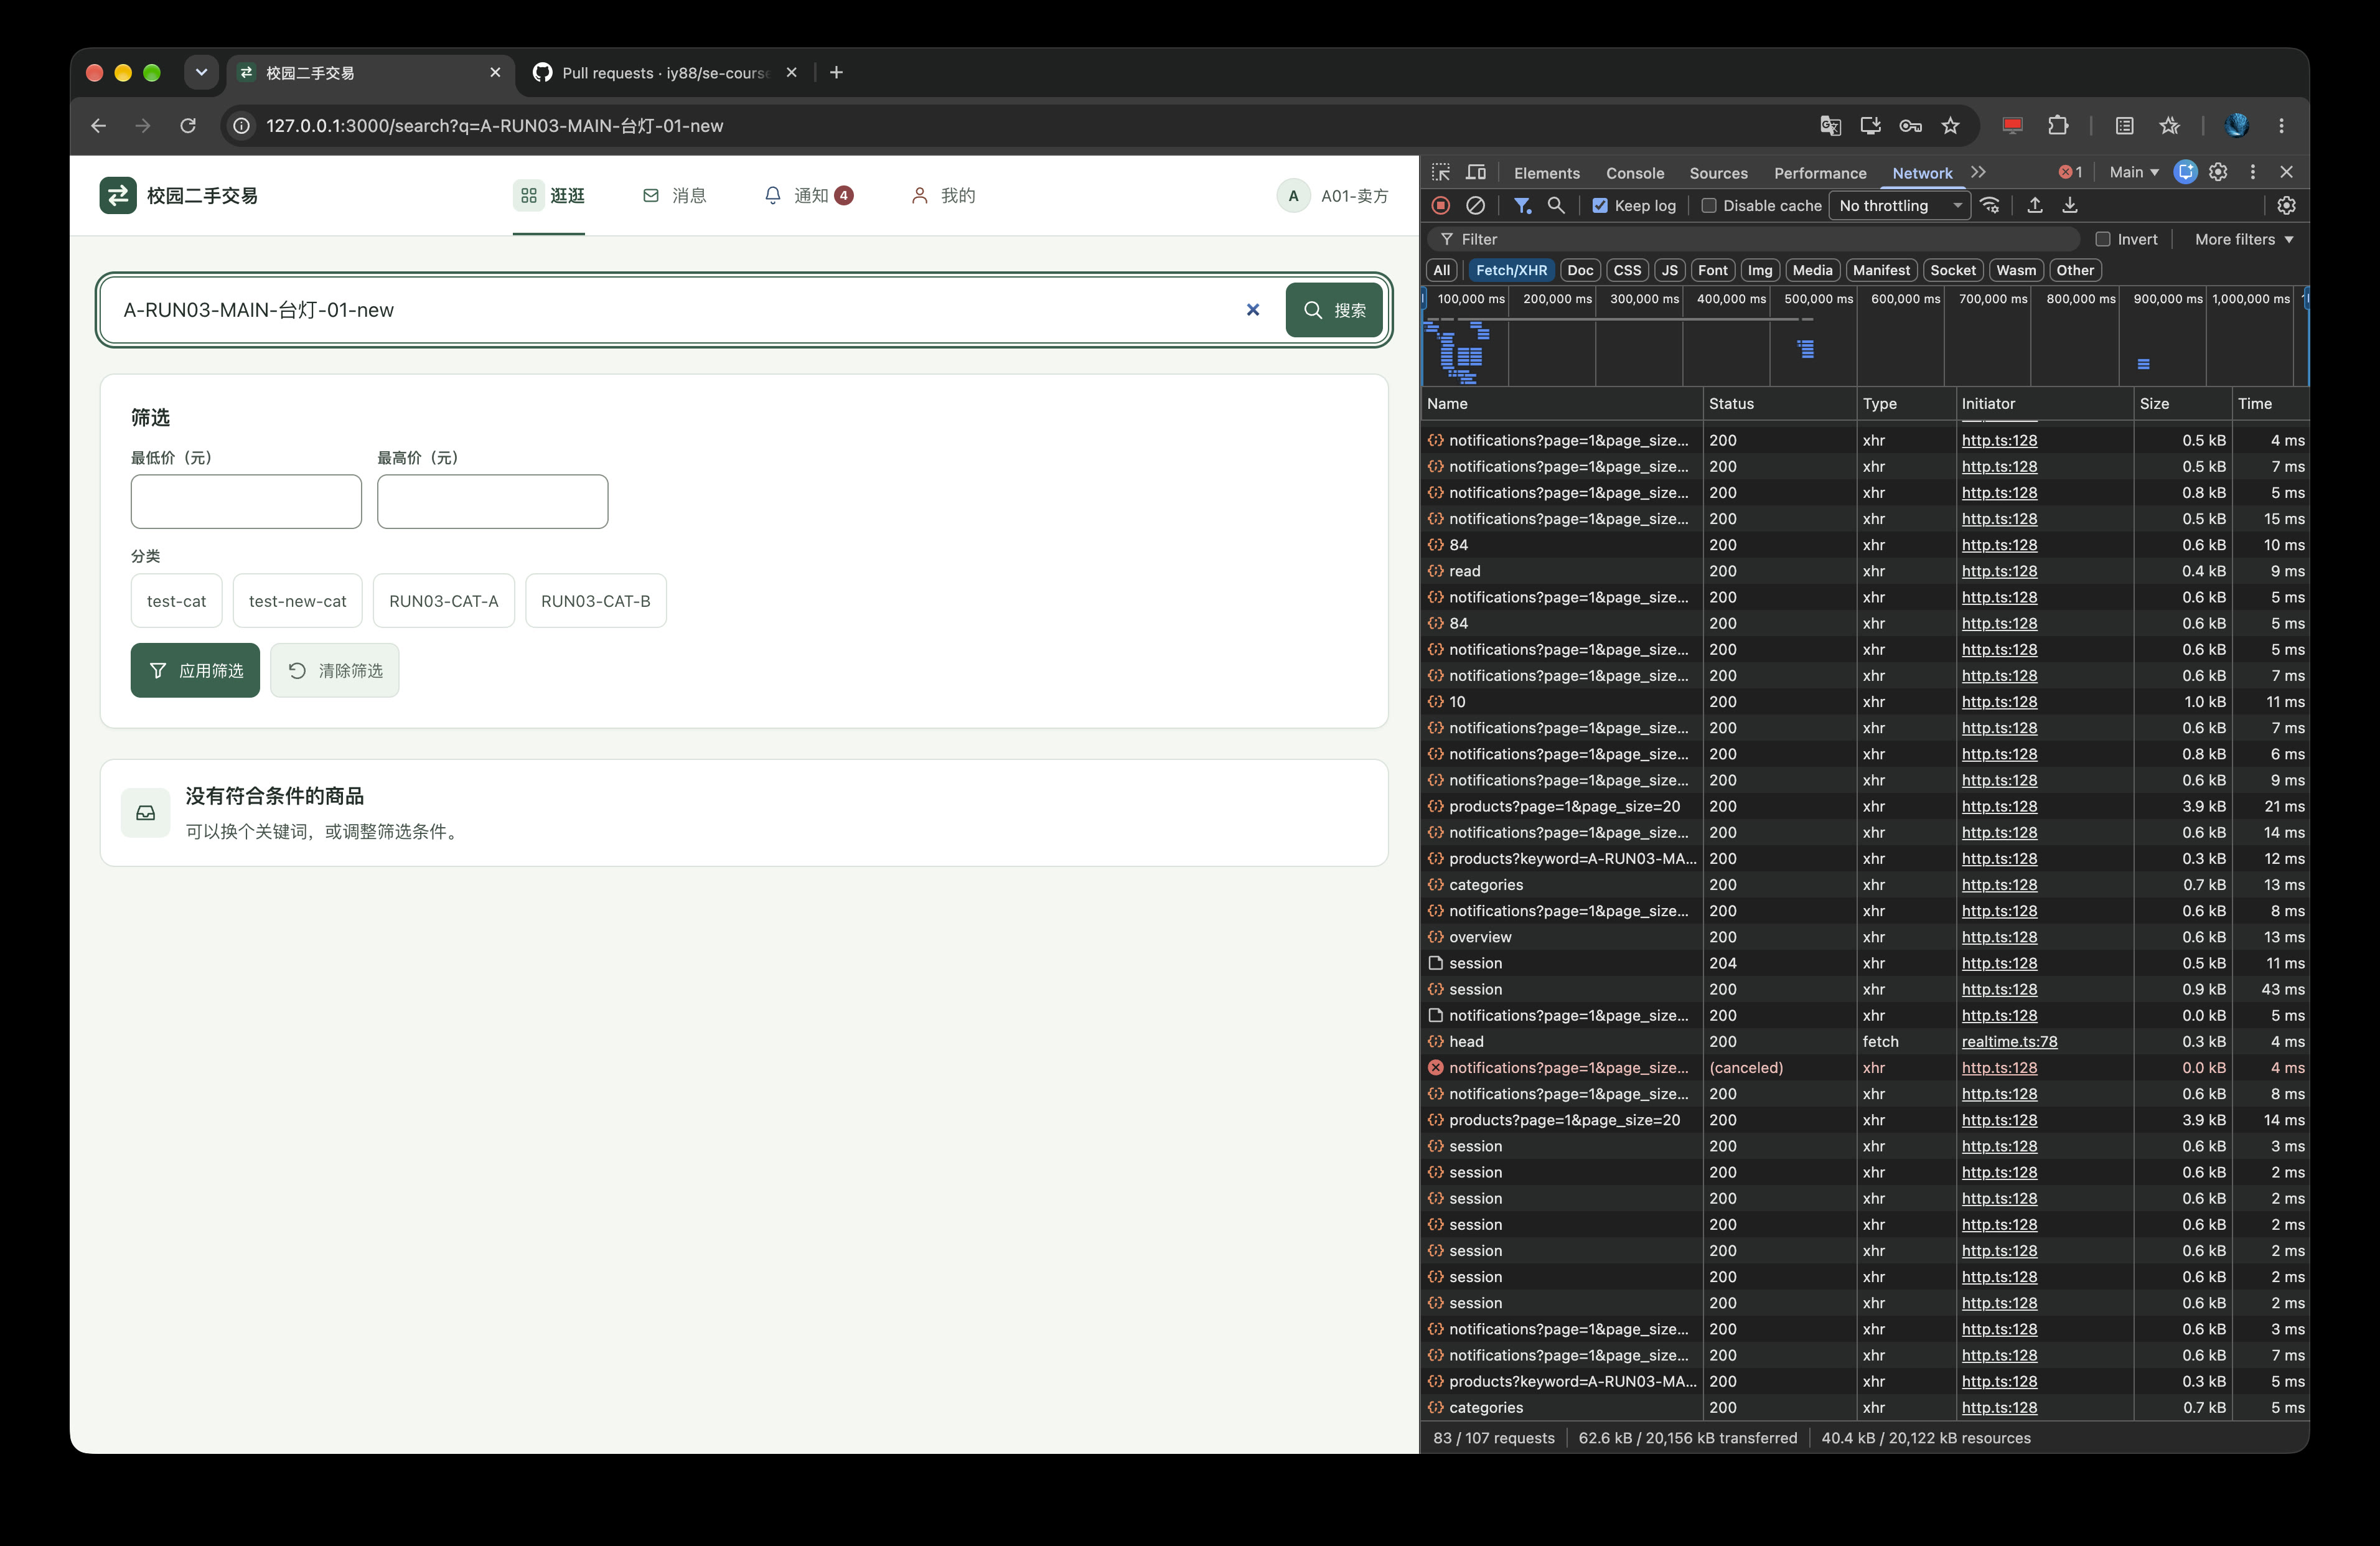 校园二手交易
Pull requests · iy88/se-course
127.0.0.1:3000/search?q=A-RUN03-MAIN-台灯-01-new
校园二手交易
逛逛
消息
通知 4
我的
A A01-卖方
A-RUN03-MAIN-台灯-01-new
搜索
筛选
最低价（元） 最高价（元）
分类
test-cat test-new-cat RUN03-CAT-A RUN03-CAT-B
应用筛选 清除筛选
没有符合条件的商品
可以换个关键词，或调整筛选条件。
Elements Console Sources Performance Network 1 Main
Keep log Disable cache No throttling
Filter Invert More filters
All Fetch/XHR Doc CSS JS Font Img Media Manifest Socket Wasm Other
100,000 ms 200,000 ms 300,000 ms 400,000 ms 500,000 ms 600,000 ms 700,000 ms 800,000 ms 900,000 ms 1,000,000 ms
Name Status Type Initiator Size Time
notifications?page=1&page_size... 200 xhr http.ts:128 0.5 kB 4 ms
notifications?page=1&page_size... 200 xhr http.ts:128 0.5 kB 7 ms
notifications?page=1&page_size... 200 xhr http.ts:128 0.8 kB 5 ms
notifications?page=1&page_size... 200 xhr http.ts:128 0.5 kB 15 ms
84 200 xhr http.ts:128 0.6 kB 10 ms
read 200 xhr http.ts:128 0.4 kB 9 ms
notifications?page=1&page_size... 200 xhr http.ts:128 0.6 kB 5 ms
84 200 xhr http.ts:128 0.6 kB 5 ms
notifications?page=1&page_size... 200 xhr http.ts:128 0.6 kB 5 ms
notifications?page=1&page_size... 200 xhr http.ts:128 0.6 kB 7 ms
10 200 xhr http.ts:128 1.0 kB 11 ms
notifications?page=1&page_size... 200 xhr http.ts:128 0.6 kB 7 ms
notifications?page=1&page_size... 200 xhr http.ts:128 0.8 kB 6 ms
notifications?page=1&page_size... 200 xhr http.ts:128 0.6 kB 9 ms
products?page=1&page_size=20 200 xhr http.ts:128 3.9 kB 21 ms
notifications?page=1&page_size... 200 xhr http.ts:128 0.6 kB 14 ms
products?keyword=A-RUN03-MA... 200 xhr http.ts:128 0.3 kB 12 ms
categories 200 xhr http.ts:128 0.7 kB 13 ms
notifications?page=1&page_size... 200 xhr http.ts:128 0.6 kB 8 ms
overview 200 xhr http.ts:128 0.6 kB 13 ms
session 204 xhr http.ts:128 0.5 kB 11 ms
session 200 xhr http.ts:128 0.9 kB 43 ms
notifications?page=1&page_size... 200 xhr http.ts:128 0.0 kB 5 ms
head 200 fetch realtime.ts:78 0.3 kB 4 ms
notifications?page=1&page_size... (canceled) xhr http.ts:128 0.0 kB 4 ms
notifications?page=1&page_size... 200 xhr http.ts:128 0.6 kB 8 ms
products?page=1&page_size=20 200 xhr http.ts:128 3.9 kB 14 ms
session 200 xhr http.ts:128 0.6 kB 3 ms
session 200 xhr http.ts:128 0.6 kB 2 ms
session 200 xhr http.ts:128 0.6 kB 2 ms
session 200 xhr http.ts:128 0.6 kB 2 ms
session 200 xhr http.ts:128 0.6 kB 2 ms
session 200 xhr http.ts:128 0.6 kB 2 ms
session 200 xhr http.ts:128 0.6 kB 2 ms
notifications?page=1&page_size... 200 xhr http.ts:128 0.6 kB 3 ms
notifications?page=1&page_size... 200 xhr http.ts:128 0.6 kB 7 ms
products?keyword=A-RUN03-MA... 200 xhr http.ts:128 0.3 kB 5 ms
categories 200 xhr http.ts:128 0.7 kB 5 ms
83 / 107 requests 62.6 kB / 20,156 kB transferred 40.4 kB / 20,122 kB resources